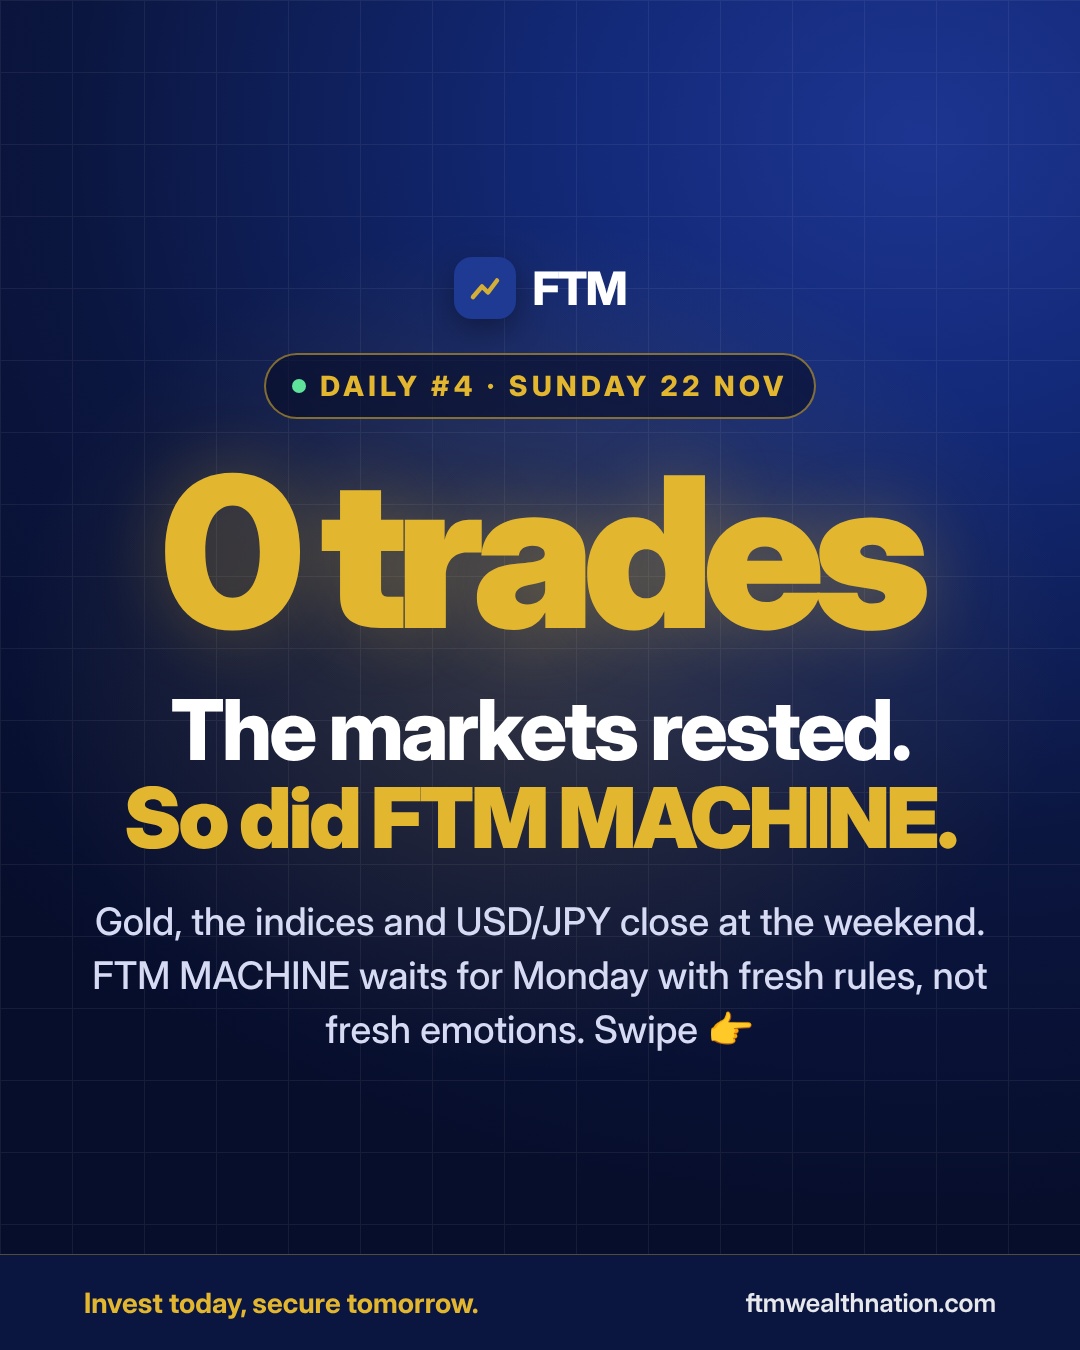 FTM
DAILY #4 · SUNDAY 22 NOV
0 trades
The markets rested.
So did FTM MACHINE.
Gold, the indices and USD/JPY close at the weekend.
FTM MACHINE waits for Monday with fresh rules, not
fresh emotions. Swipe 👉
Invest today, secure tomorrow.
ftmwealthnation.com